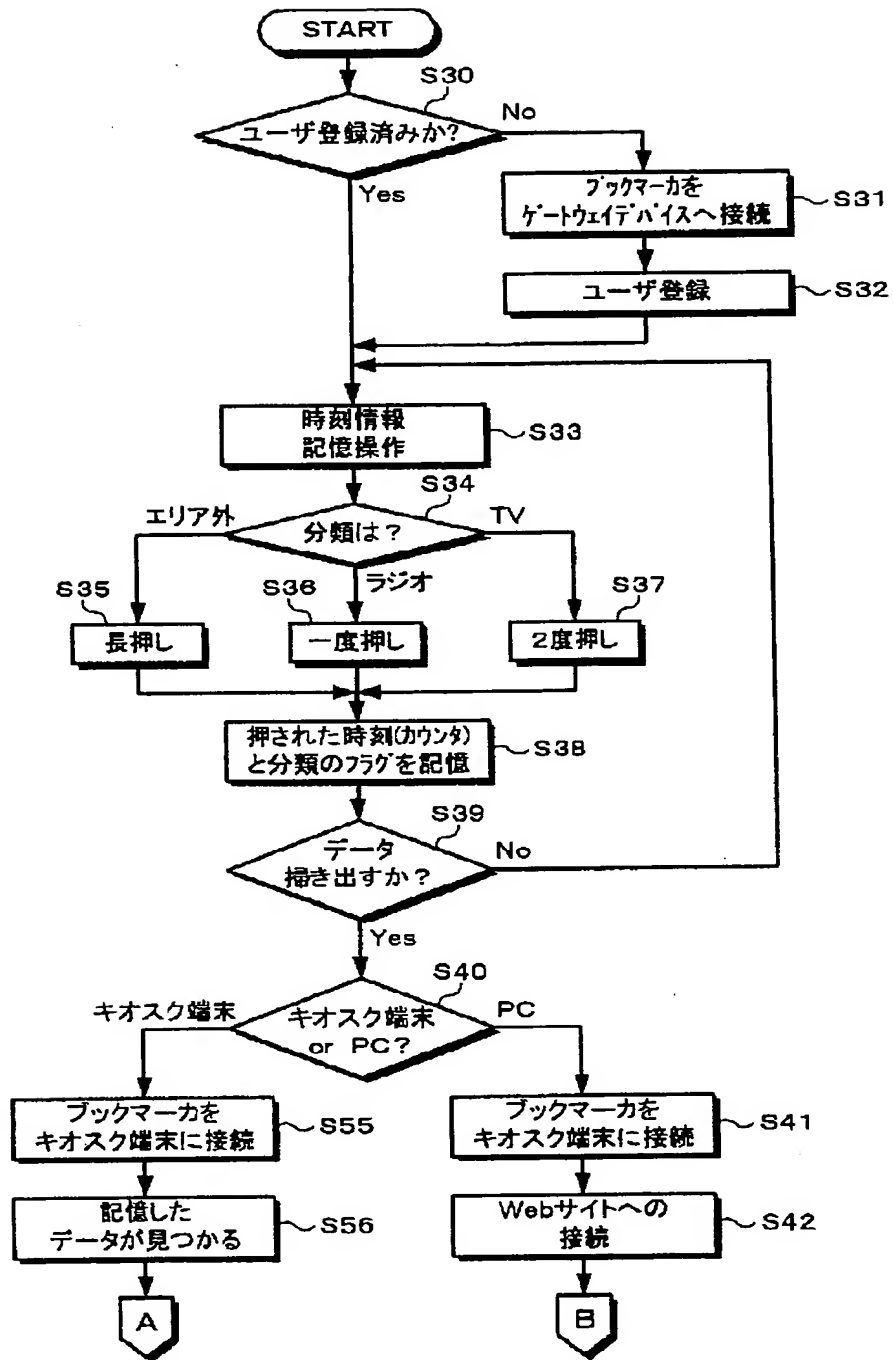 START
S30
ユーザ登録済みか?
No
Yes
ブックマーカを
ゲートウェイデバイスへ接続
S31
ユーザ登録
S32
時刻情報
記憶操作
S33
S34
エリア外
分類は?
TV
ラジオ
S35
S36
S37
長押し
一度押し
2度押し
押された時刻(カウンタ)
と分類のフラグを記憶
S38
S39
データ
掃き出すか?
No
Yes
S40
キオスク端末
キオスク端末
or PC?
PC
ブックマーカを
キオスク端末に接続
S55
ブックマーカを
キオスク端末に接続
S41
記憶した
データが見つかる
S56
Webサイトへの
接続
S42
A
B